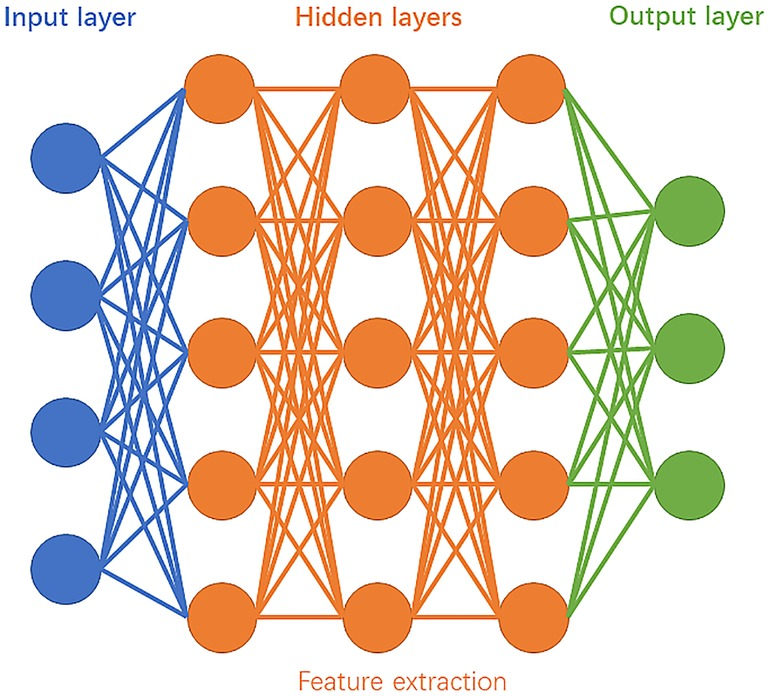 Input layer
Hidden layers
Output layer
Feature extraction